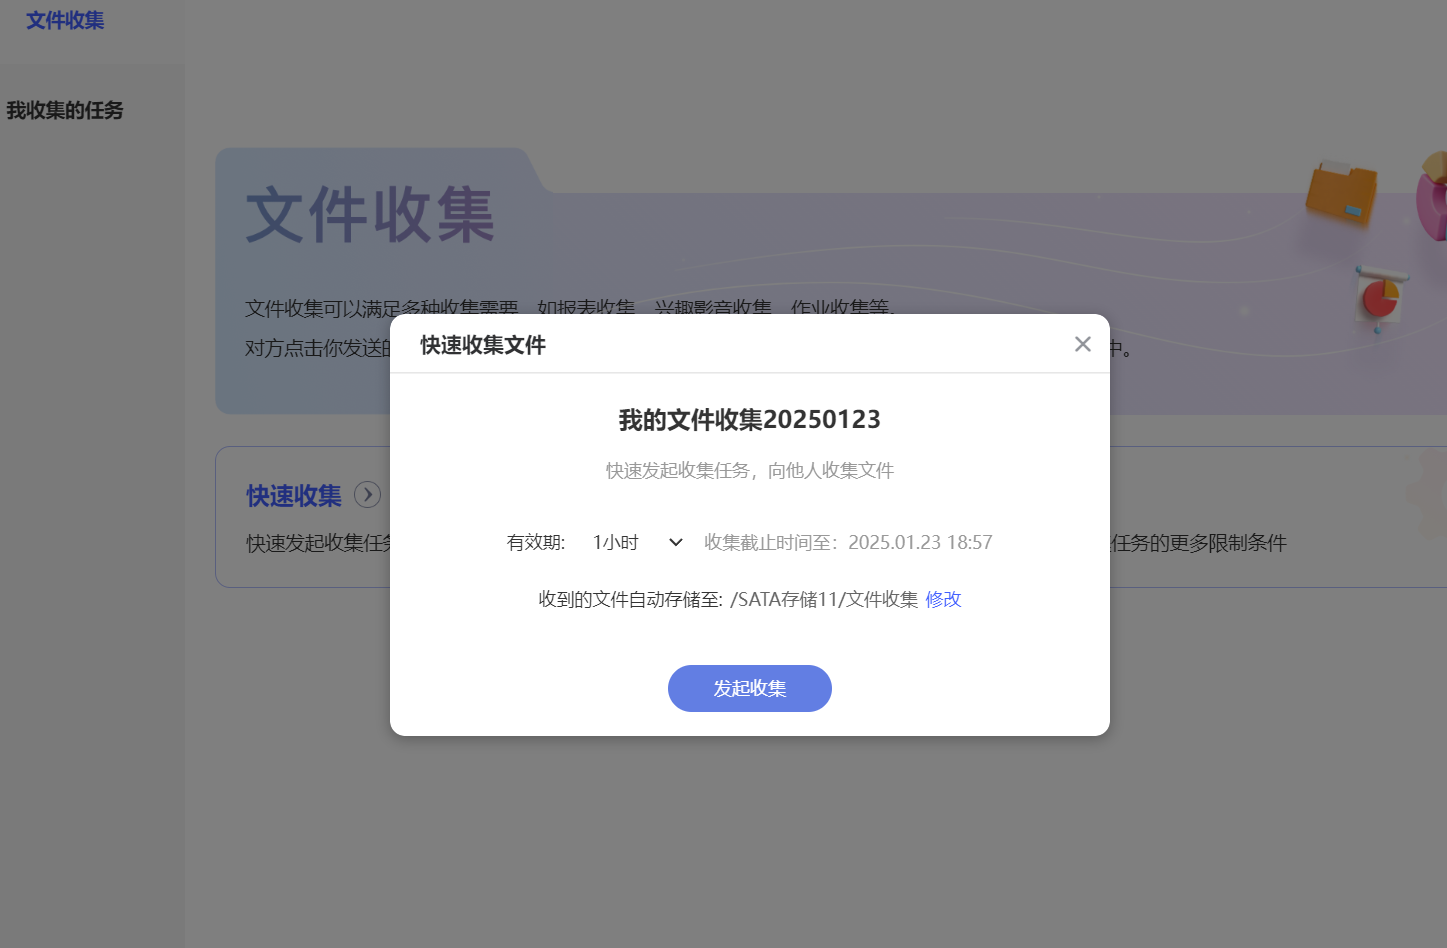 文件收集
我收集的任务
文件收集
文件收集可以满足多种收集需要，如报表收集、兴趣影音收集、作业收集等。
对方点击你发送的
中。
快速收集文件
我的文件收集20250123
快速发起收集任务，向他人收集文件
有效期: 1小时 收集截止时间至：2025.01.23 18:57
收到的文件自动存储至: /SATA存储11/文件收集 修改
发起收集
快速收集
快速发起收集任务
任务的更多限制条件